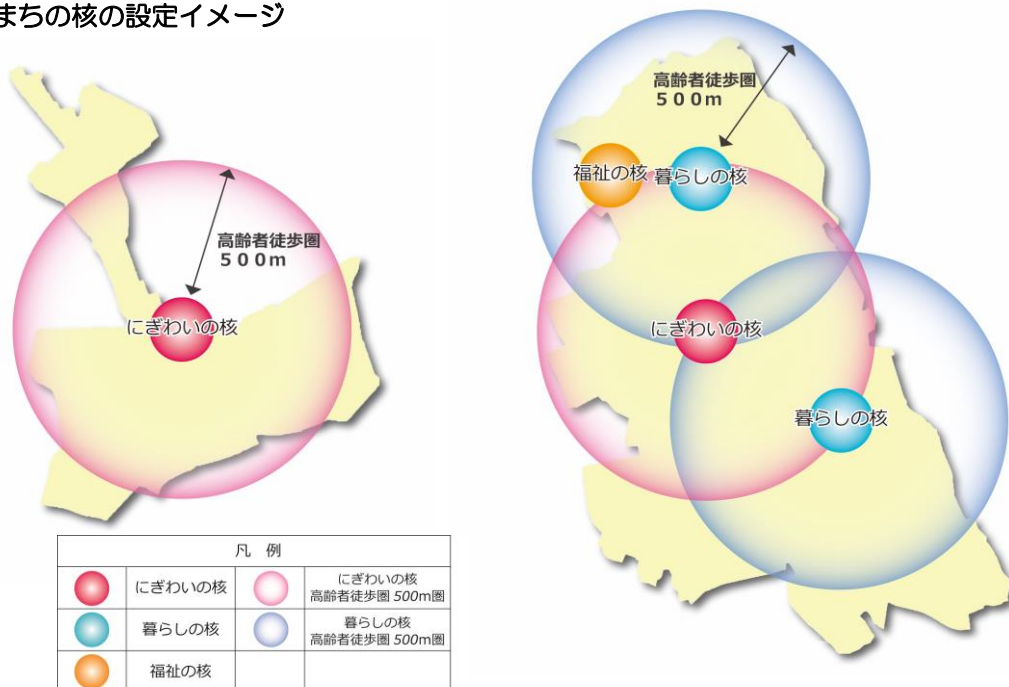 まちの核の設定イメージ
高齢者徒歩圏
５００ｍ
にぎわいの核
高齢者徒歩圏
５００ｍ
福祉の核
暮らしの核
にぎわいの核
暮らしの核
凡 例
にぎわいの核
にぎわいの核
高齢者徒歩圏 500m圏
暮らしの核
暮らしの核
高齢者徒歩圏 500m圏
福祉の核